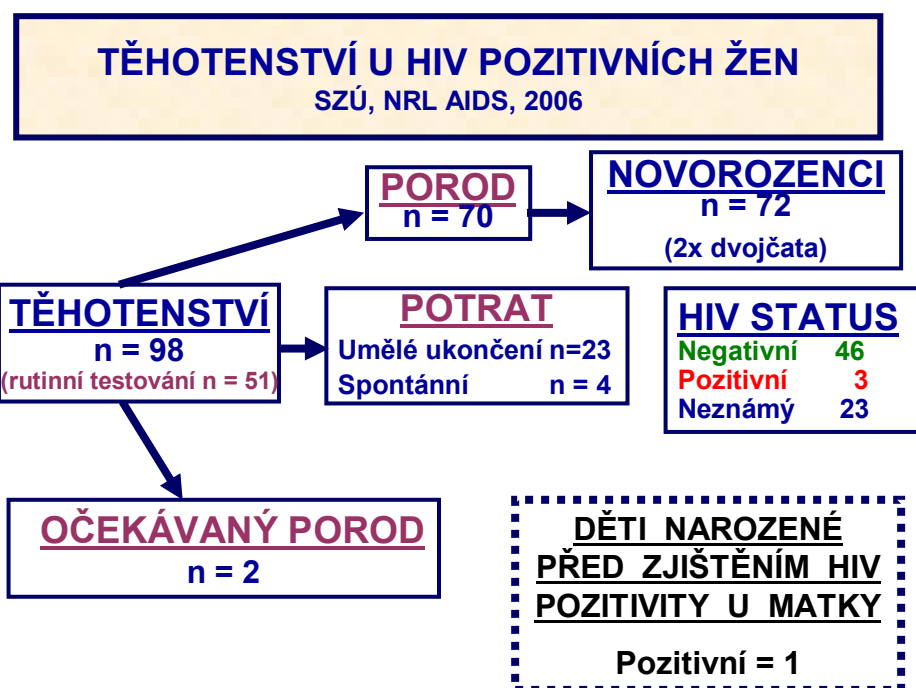 TĚHOTENSTVÍ U HIV POZITIVNÍCH ŽEN
SZÚ, NRL AIDS, 2006
POROD
n = 70
NOVOROZENCI
n = 72
(2x dvojčata)
TĚHOTENSTVÍ
n = 98
(rutinní testování n = 51)
POTRAT
Umělé ukončení n=23
Spontánní n = 4
HIV STATUS
Negativní 46
Pozitivní 3
Neznámý 23
OČEKÁVANÝ POROD
n = 2
DĚTI NAROZENÉ
PŘED ZJIŠTĚNÍM HIV
POZITIVITY U MATKY
Pozitivní = 1